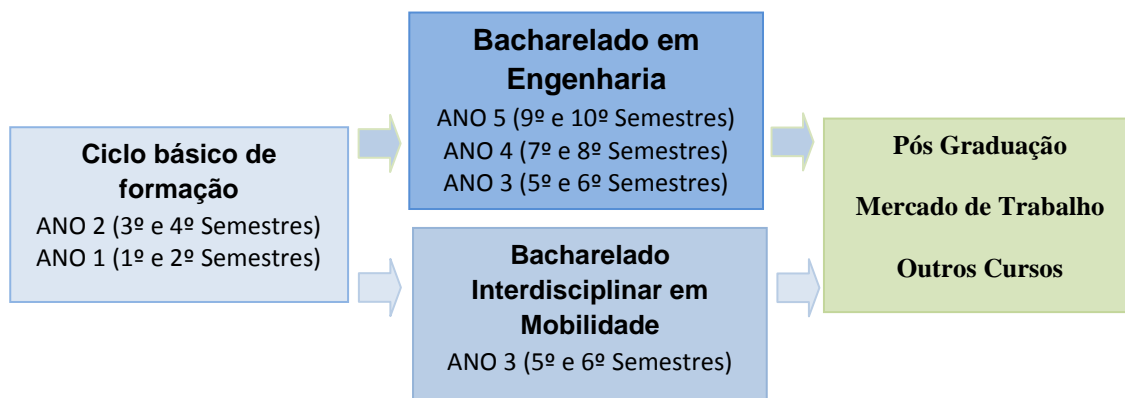 Ciclo básico de
formação
ANO 2 (3º e 4º Semestres)
ANO 1 (1º e 2º Semestres)
Bacharelado em
Engenharia
ANO 5 (9º e 10º Semestres)
ANO 4 (7º e 8º Semestres)
ANO 3 (5º e 6º Semestres)
Bacharelado
Interdisciplinar em
Mobilidade
ANO 3 (5º e 6º Semestres)
Pós Graduação
Mercado de Trabalho
Outros Cursos